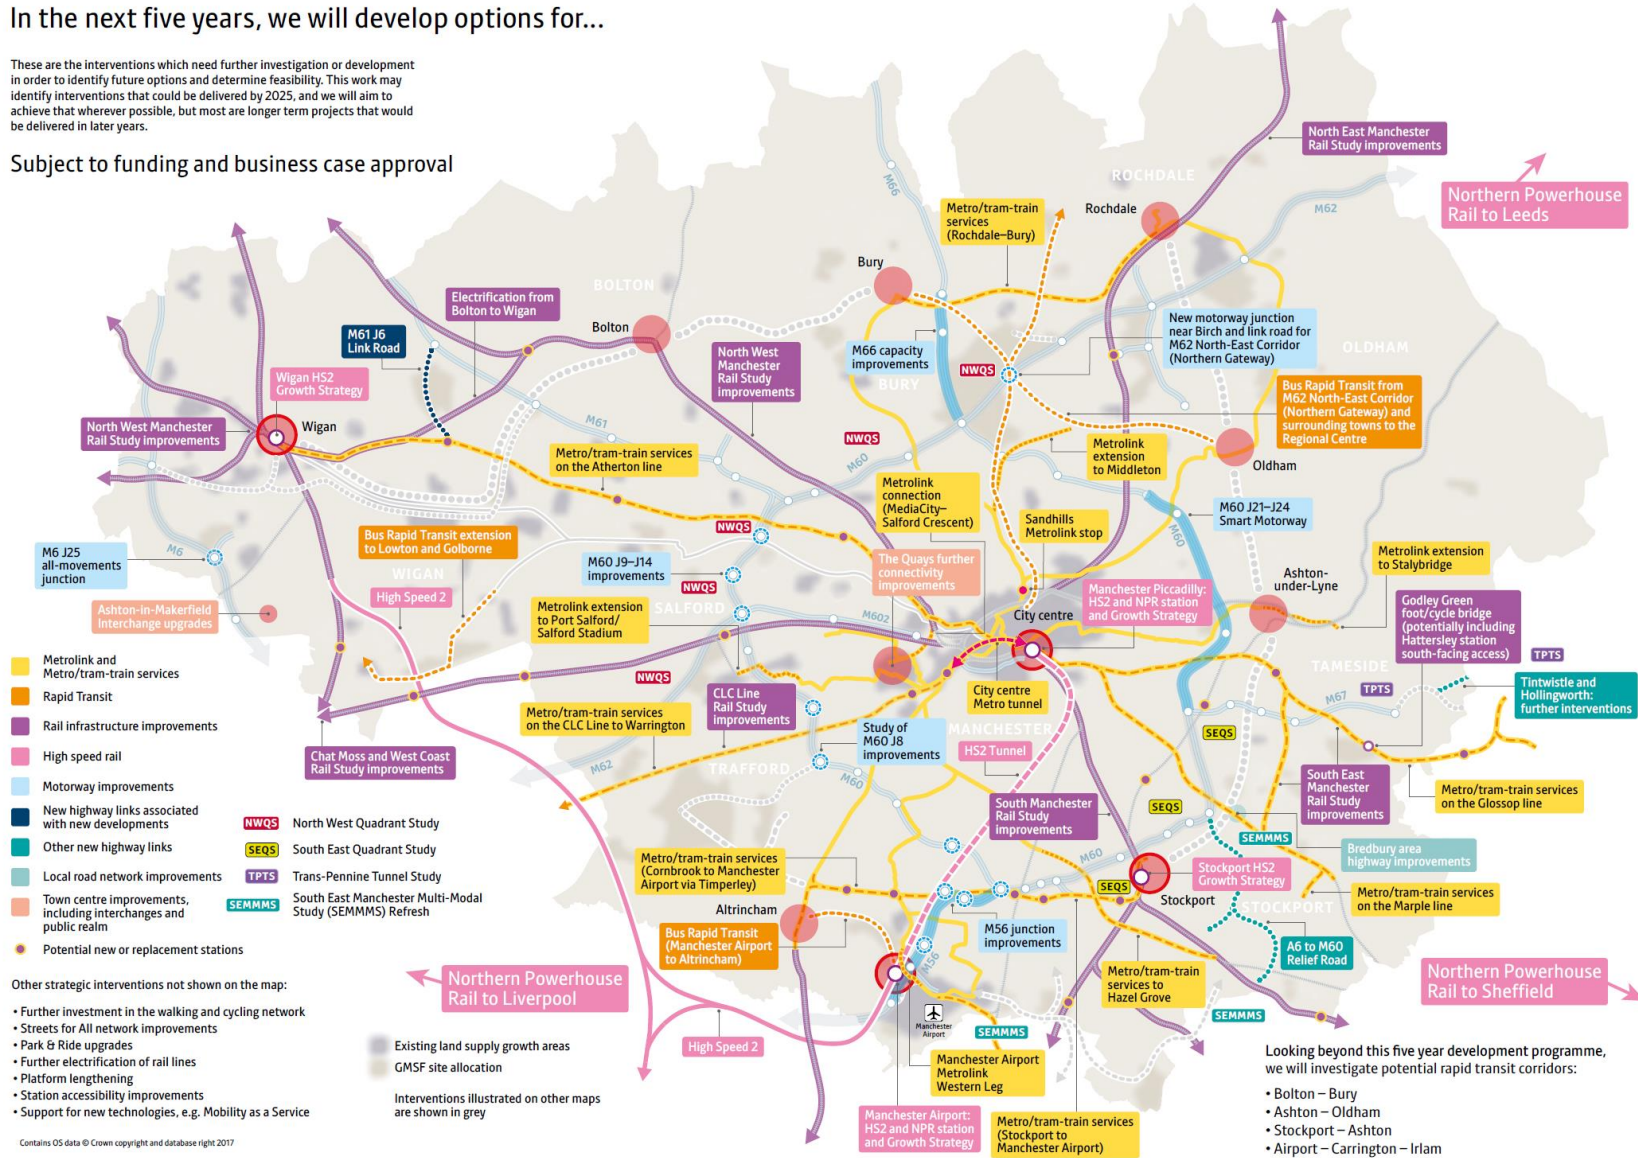 In the next five years, we will develop options for...
These are the interventions which need further investigation or development
in order to identify future options and determine feasibility. This work may
identify interventions that could be delivered by 2025, and we will aim to
achieve that wherever possible, but most are longer term projects that would
be delivered in later years.
Subject to funding and business case approval
North East Manchester
Rail Study improvements
Northern Powerhouse
Rail to Leeds
ROCHDALE
Rochdale
M62
M66
Metro/tram-train
services
(Rochdale–Bury)
Bury
BOLTON
Bolton
Electrification from
Bolton to Wigan
M61 J6
Link Road
Wigan HS2
Growth Strategy
North West Manchester
Rail Study improvements
Wigan
North West
Manchester
Rail Study
improvements
M66 capacity
improvements
BURY
NWQS
New motorway junction
near Birch and link road for
M62 North-East Corridor
(Northern Gateway)
OLDHAM
Bus Rapid Transit from
M62 North-East Corridor
(Northern Gateway) and
surrounding towns to the
Regional Centre
Oldham
M61
NWQS
M60
Metro/tram-train services
on the Atherton line
Metrolink
connection
(MediaCity–
Salford Crescent)
Metrolink
extension
to Middleton
Sandhills
Metrolink stop
M60 J21–J24
Smart Motorway
M60
NWQS
Bus Rapid Transit extension
to Lowton and Golborne
M6 J25
all-movements
junction
M6
WIGAN
High Speed 2
Ashton-in-Makerfield
Interchange upgrades
M60 J9–J14
improvements
NWQS
SALFORD
Metrolink extension
to Port Salford/
Salford Stadium
The Quays further
connectivity
improvements
M602
City centre
Manchester Piccadilly:
HS2 and NPR station
and Growth Strategy
Ashton-
under-Lyne
Metrolink extension
to Stalybridge
Godley Green
foot/cycle bridge
(potentially including
Hattersley station
south-facing access)
TPTS
TAMESIDE
TPTS
M67
Tintwistle and
Hollingworth:
further interventions
NWQS
CLC Line
Rail Study
improvements
City centre
Metro tunnel
MANCHESTER
Metro/tram-train services
on the CLC Line to Warrington
Study of
M60 J8
improvements
HS2 Tunnel
SEQS
Chat Moss and West Coast
Rail Study improvements
M62
TRAFFORD
M60
South East
Manchester
Rail Study
improvements
Metro/tram-train services
on the Glossop line
South Manchester
Rail Study
improvements
SEQS
SEMMMS
Bredbury area
highway improvements
M60
Metro/tram-train services
(Cornbrook to Manchester
Airport via Timperley)
SEQS
Stockport HS2
Growth Strategy
Stockport
STOCKPORT
Metro/tram-train services
on the Marple line
Altrincham
Bus Rapid Transit
(Manchester Airport
to Altrincham)
M56 junction
improvements
M56
A6 to M60
Relief Road
Metro/tram-train
services to
Hazel Grove
Northern Powerhouse
Rail to Liverpool
Northern Powerhouse
Rail to Sheffield
Manchester
Airport
SEMMMS
SEMMMS
High Speed 2
Manchester Airport
Metrolink
Western Leg
Manchester Airport:
HS2 and NPR station
and Growth Strategy
Metro/tram-train services
(Stockport to
Manchester Airport)
Metrolink and
Metro/tram-train services
Rapid Transit
Rail infrastructure improvements
High speed rail
Motorway improvements
New highway links associated
with new developments
Other new highway links
Local road network improvements
Town centre improvements,
including interchanges and
public realm
Potential new or replacement stations
NWQS North West Quadrant Study
SEQS South East Quadrant Study
TPTS Trans-Pennine Tunnel Study
SEMMMS South East Manchester Multi-Modal
Study (SEMMMS) Refresh
Other strategic interventions not shown on the map:
• Further investment in the walking and cycling network
• Streets for All network improvements
• Park & Ride upgrades
• Further electrification of rail lines
• Platform lengthening
• Station accessibility improvements
• Support for new technologies, e.g. Mobility as a Service
Existing land supply growth areas
GMSF site allocation
Interventions illustrated on other maps
are shown in grey
Looking beyond this five year development programme,
we will investigate potential rapid transit corridors:
• Bolton – Bury
• Ashton – Oldham
• Stockport – Ashton
• Airport – Carrington – Irlam
Contains OS data © Crown copyright and database right 2017